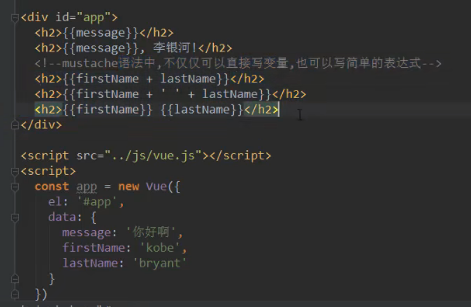 <div id="app">
<h2>{{message}}</h2>
<h2>{{message}}, 李银河!</h2>
<!--mustache语法中,不仅仅可以直接写变量,也可以写简单的表达式-->
<h2>{{firstName + lastName}}</h2>
<h2>{{firstName + ' ' + lastName}}</h2>
<h2>{{firstName}} {{lastName}}</h2>
</div>
<script src="../js/vue.js"></script>
<script>
const app = new Vue({
el: '#app',
data: {
message: '你好啊',
firstName: 'kobe',
lastName: 'bryant'
}
})